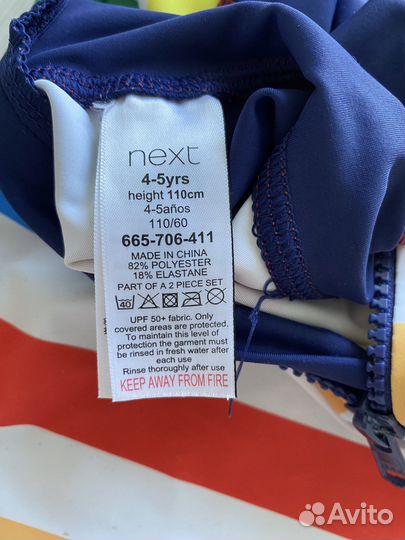 next
4-5yrs
height 110cm
4-5años
110/60
665-706-411
MADE IN CHINA
82% POLYESTER
18% ELASTANE
PART OF A 2 PIECE SET
40
UPF 50+ fabric. Only
covered areas are protected.
To maintain this level of
protection the garment must
be rinsed in fresh water after
each use
Rinse thoroughly after use
KEEP AWAY FROM FIRE
Avito